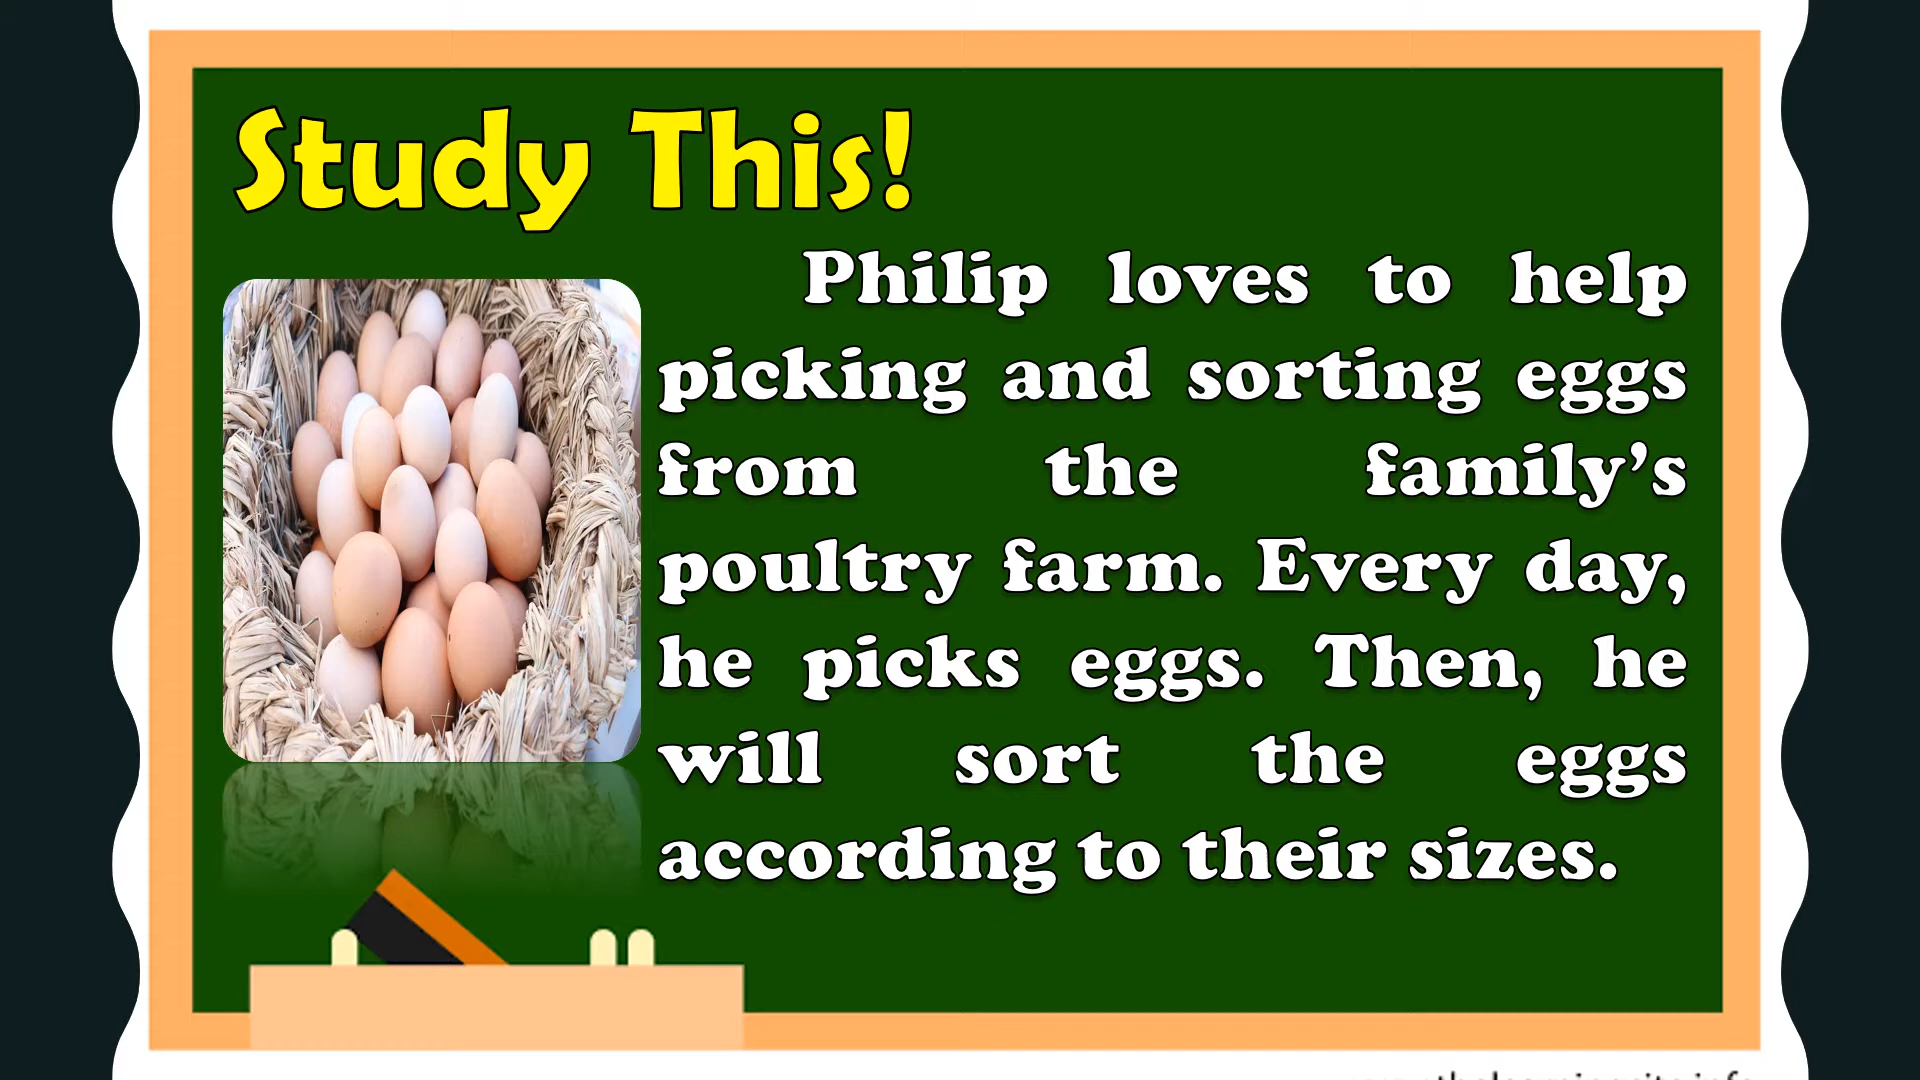 Study This!
Philip loves to help
picking and sorting eggs
from the family’s
poultry farm. Every day,
he picks eggs. Then, he
will sort the eggs
according to their sizes.